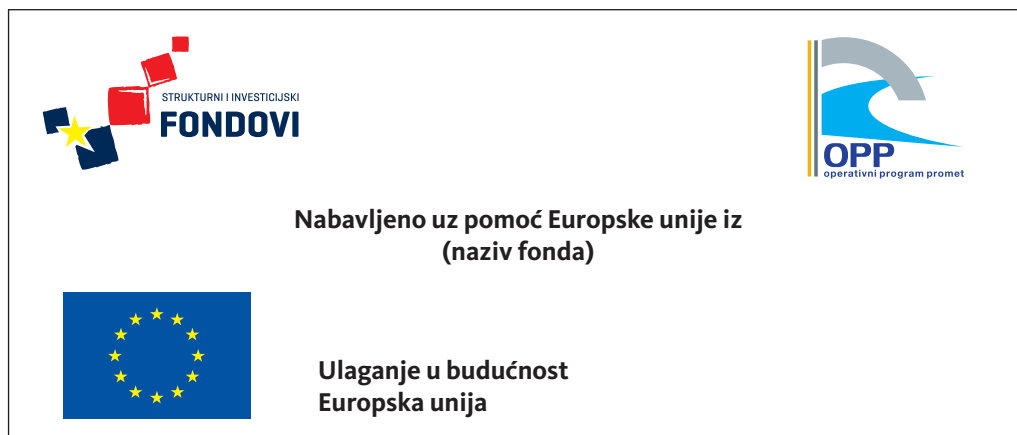 STRUKTURNI I INVESTICIJSKI
FONDOVI
OPP
operativni program promet
Nabavljeno uz pomoć Europske unije iz
(naziv fonda)
Ulaganje u budućnost
Europska unija